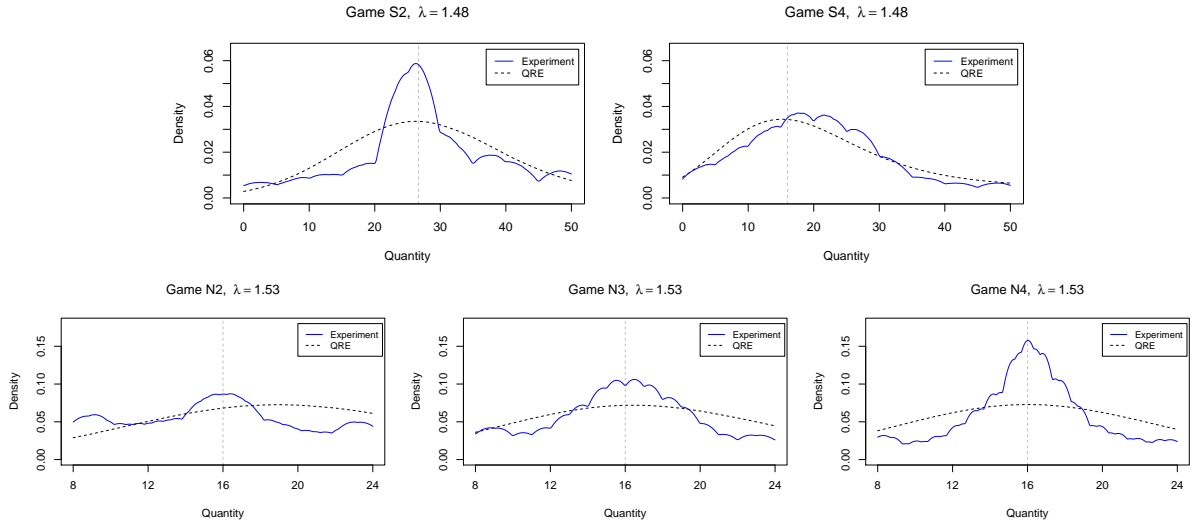 Game S2, λ = 1.48
Game S4, λ = 1.48
Density
0.00 0.02 0.04 0.06
Experiment
QRE
0 10 20 30 40 50
Quantity
Density
0.00 0.02 0.04 0.06
Experiment
QRE
0 10 20 30 40 50
Quantity
Game N2, λ = 1.53
Game N3, λ = 1.53
Game N4, λ = 1.53
Density
0.00 0.05 0.10 0.15
Experiment
QRE
8 12 16 20 24
Quantity
Density
0.00 0.05 0.10 0.15
Experiment
QRE
8 12 16 20 24
Quantity
Density
0.00 0.05 0.10 0.15
Experiment
QRE
8 12 16 20 24
Quantity